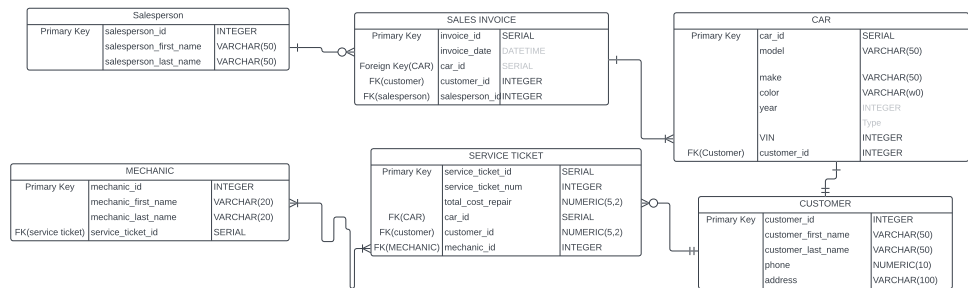 Salesperson
Primary Key salesperson_id INTEGER
salesperson_first_name VARCHAR(50)
salesperson_last_name VARCHAR(50)
SALES INVOICE
Primary Key invoice_id SERIAL
invoice_date DATETIME
Foreign Key(CAR) car_id SERIAL
FK(customer) customer_id INTEGER
FK(salesperson) salesperson_id INTEGER
CAR
Primary Key car_id SERIAL
model VARCHAR(50)
make VARCHAR(50)
color VARCHAR(w0)
year INTEGER
Type
VIN INTEGER
FK(Customer) customer_id INTEGER
MECHANIC
Primary Key mechanic_id INTEGER
mechanic_first_name VARCHAR(20)
mechanic_last_name VARCHAR(20)
FK(service ticket) service_ticket_id SERIAL
SERVICE TICKET
Primary Key service_ticket_id SERIAL
service_ticket_num INTEGER
total_cost_repair NUMERIC(5,2)
FK(CAR) car_id SERIAL
FK(customer) customer_id NUMERIC(5,2)
FK(MECHANIC) mechanic_id INTEGER
CUSTOMER
Primary Key customer_id INTEGER
customer_first_name VARCHAR(50)
customer_last_name VARCHAR(50)
phone NUMERIC(10)
address VARCHAR(100)